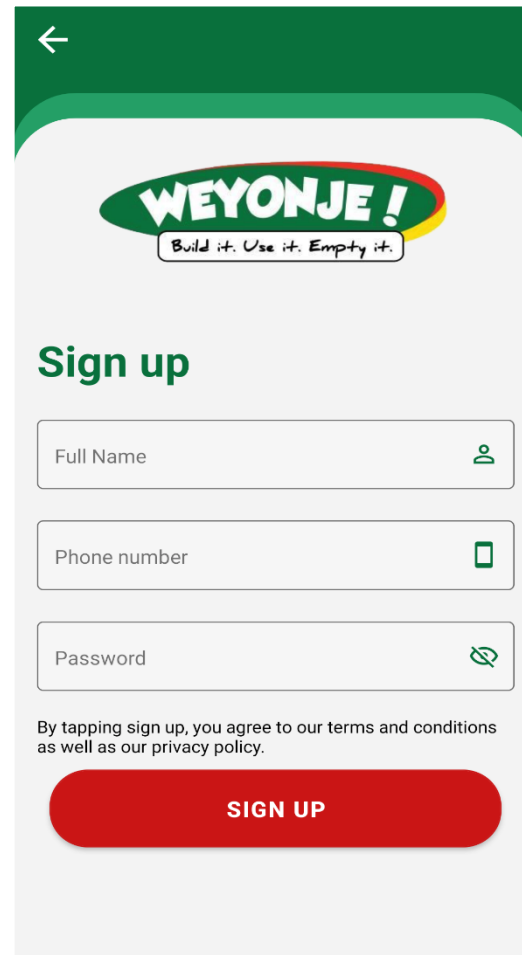 WEYONJE!
Build it. Use it. Empty it.
Sign up
Full Name
Phone number
Password
By tapping sign up, you agree to our terms and conditions
as well as our privacy policy.
SIGN UP